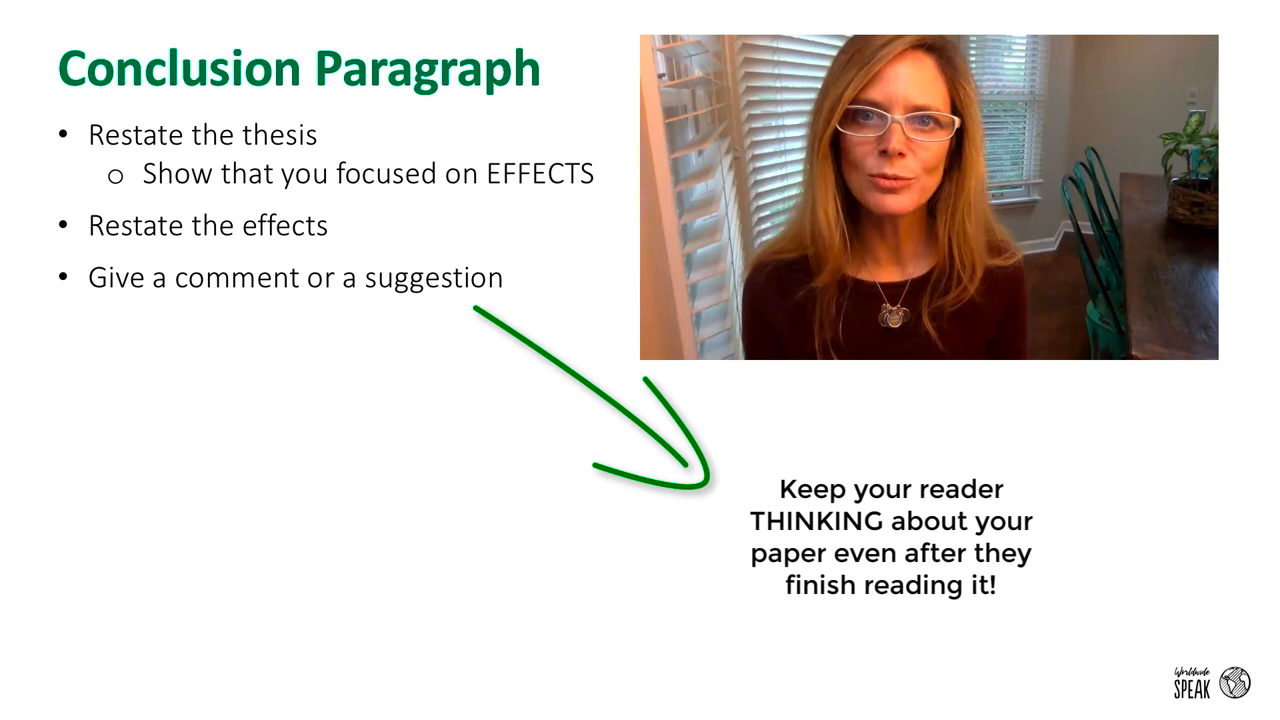 Conclusion Paragraph
• Restate the thesis
o Show that you focused on EFFECTS
• Restate the effects
• Give a comment or a suggestion
Keep your reader
THINKING about your
paper even after they
finish reading it!
Worldwide
SPEAK